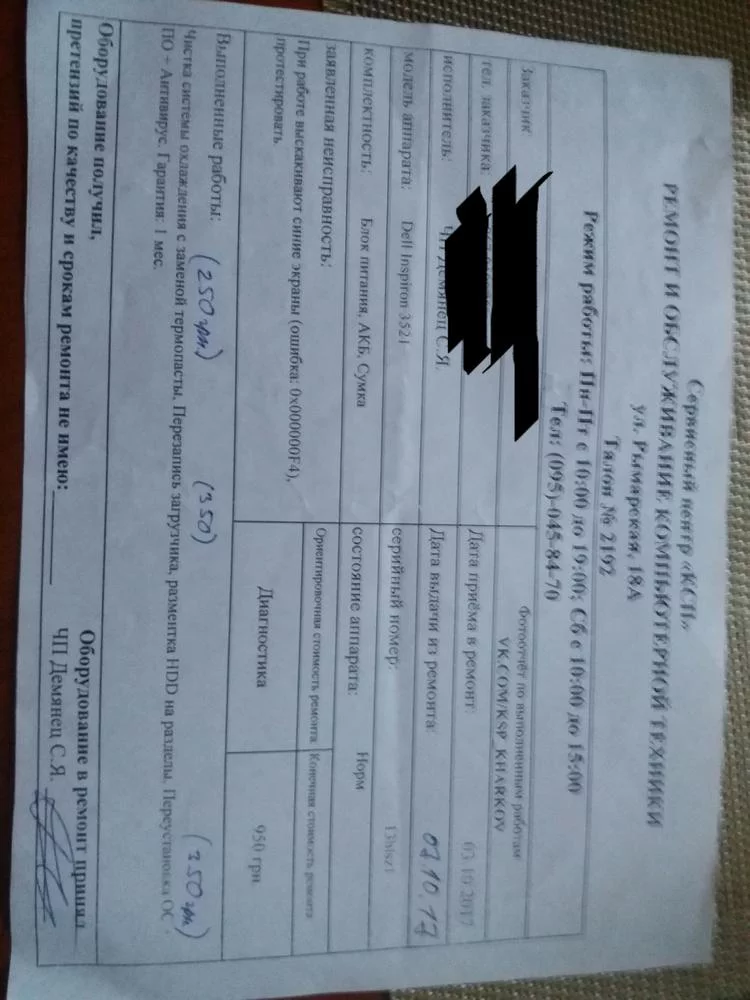 Сервисный центр «КСП»
РЕМОНТ И ОБСЛУЖИВАНИЕ КОМПЬЮТЕРНОЙ ТЕХНИКИ
ул. Рымарская, 18А
Талон № 2192
Режим работы: Пн-Пт с 10:00 до 19:00; Сб с 10:00 до 15:00
Тел: (095)-045-84-70
Заказчик:
Фотоотчёт по выполненным работам
VK.COM/KSP_KHARKOV
тел. заказчика:
Дата приёма в ремонт: 03.10.2017
исполнитель: ЧП Демянец С.Я.
Дата выдачи из ремонта: 07.10.17
модель аппарата: Dell Inspiron 3521
серийный номер:
комплектность: Блок питания, АКБ, Сумка
состояние аппарата: Норм
заявленная неисправность:
При работе выскакивают синие экраны (ошибка: 0x000000F4),
протестировать
Ориентировочная стоимость ремонта
Конечная стоимость ремонта
Диагностика
950 грн
Выполненные работы: (250 грн) (350) (350 грн)
Чистка системы охлаждения с заменой термопасты, Перезапись загрузчика, разментка HDD на разделы, Переустановка ОС +
ПО + Антивирус. Гарантия: 1 мес.
Оборудование получил,
претензий по качеству и срокам ремонта не имею:
Оборудование в ремонт принял
ЧП Демянец С.Я.